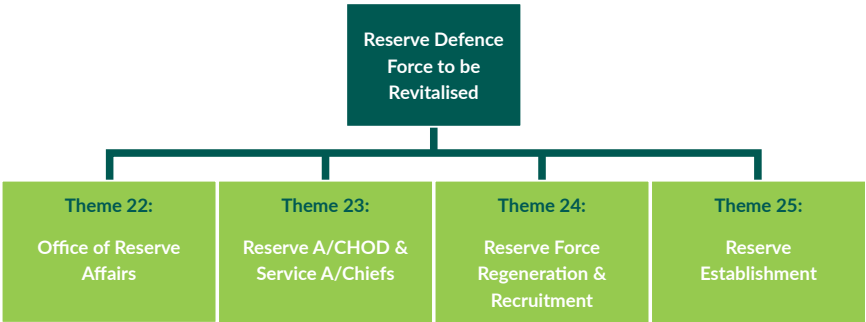 Reserve Defence
Force to be
Revitalised
Theme 22:
Office of Reserve
Affairs
Theme 23:
Reserve A/CHOD &
Service A/Chiefs
Theme 24:
Reserve Force
Regeneration &
Recruitment
Theme 25:
Reserve
Establishment